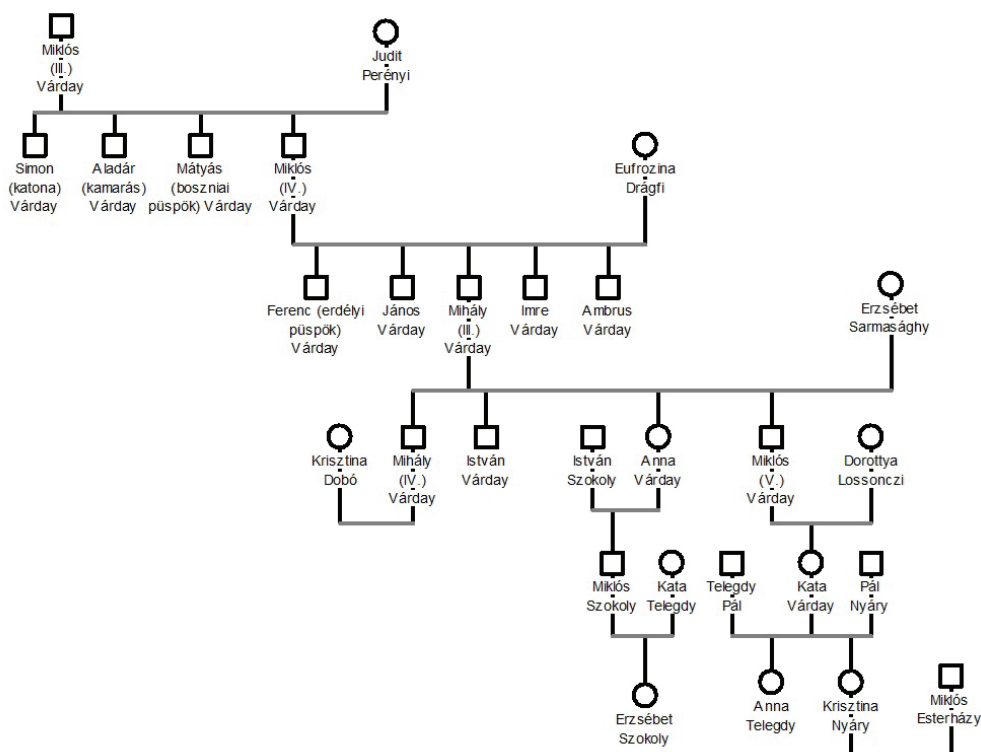 Miklós
(III.)
Várday
Judit
Perényi
Simon
(katona)
Várday
Aladár
(kamarás)
Várday
Mátyás
(boszniai
püspök) Várday
Miklós
(IV.)
Várday
Eufrozina
Drágfi
Ferenc (erdélyi
püspök)
Várday
János
Várday
Mihály
(III.)
Várday
Imre
Várday
Ambrus
Várday
Erzsébet
Sarmasághy
Krisztina
Dobó
Mihály
(IV.)
Várday
István
Várday
István
Szokoly
Anna
Várday
Miklós
(V.)
Várday
Dorottya
Lossonczi
Miklós
Szokoly
Kata
Telegdy
Telegdy
Pál
Kata
Várday
Pál
Nyáry
Erzsébet
Szokoly
Anna
Telegdy
Krisztina
Nyáry
Miklós
Esterházy